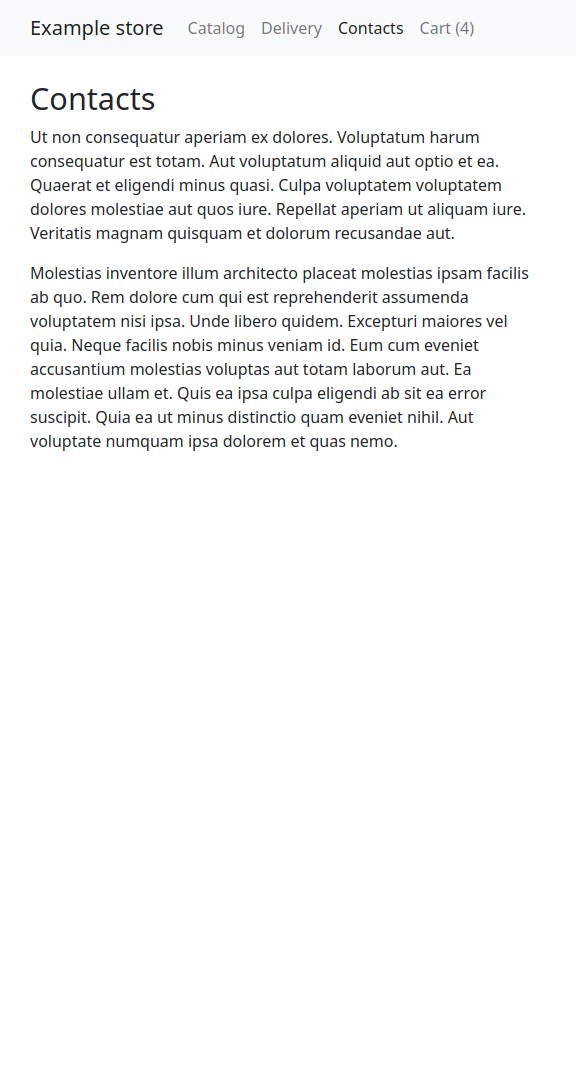 Example store Catalog Delivery Contacts Cart (4)
Contacts
Ut non consequatur aperiam ex dolores. Voluptatum harum
consequatur est totam. Aut voluptatum aliquid aut optio et ea.
Quaerat et eligendi minus quasi. Culpa voluptatem voluptatem
dolores molestiae aut quos iure. Repellat aperiam ut aliquam iure.
Veritatis magnam quisquam et dolorum recusandae aut.
Molestias inventore illum architecto placeat molestias ipsam facilis
ab quo. Rem dolore cum qui est reprehenderit assumenda
voluptatem nisi ipsa. Unde libero quidem. Excepturi maiores vel
quia. Neque facilis nobis minus veniam id. Eum cum eveniet
accusantium molestias voluptas aut totam laborum aut. Ea
molestiae ullam et. Quis ea ipsa culpa eligendi ab sit ea error
suscipit. Quia ea ut minus distinctio quam eveniet nihil. Aut
voluptate numquam ipsa dolorem et quas nemo.